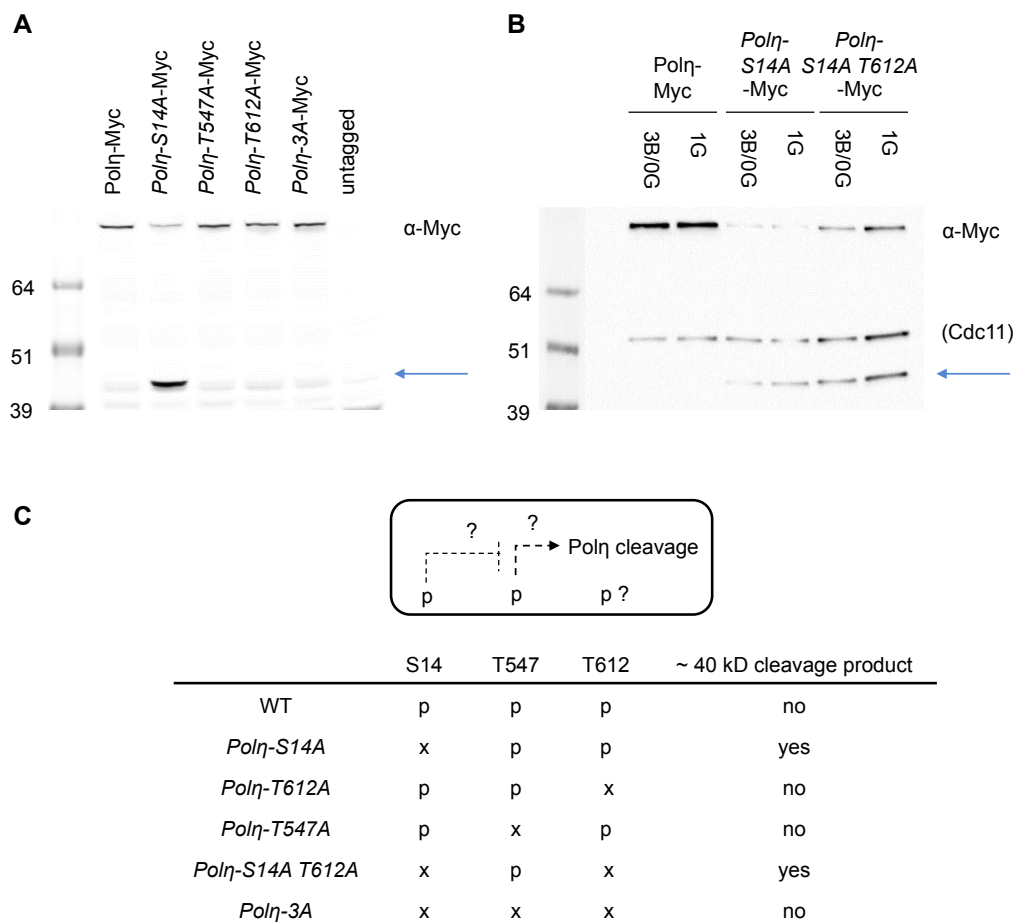 A
Polη-Myc
Polη-S14A-Myc
Polη-T547A-Myc
Polη-T612A-Myc
Polη-3A-Myc
untagged
α-Myc
64
51
39
B
Polη-
Myc
Polη-
S14A
-Myc
Polη-
S14A T612A
-Myc
3B/0G
1G
3B/0G
1G
3B/0G
1G
α-Myc
64
(Cdc11)
51
39
C
? ?
Polη cleavage
p p p ?
S14 T547 T612 ~ 40 kD cleavage product
WT p p p no
Polη-S14A x p p yes
Polη-T612A p p x no
Polη-T547A p x p no
Polη-S14A T612A x p x yes
Polη-3A x x x no